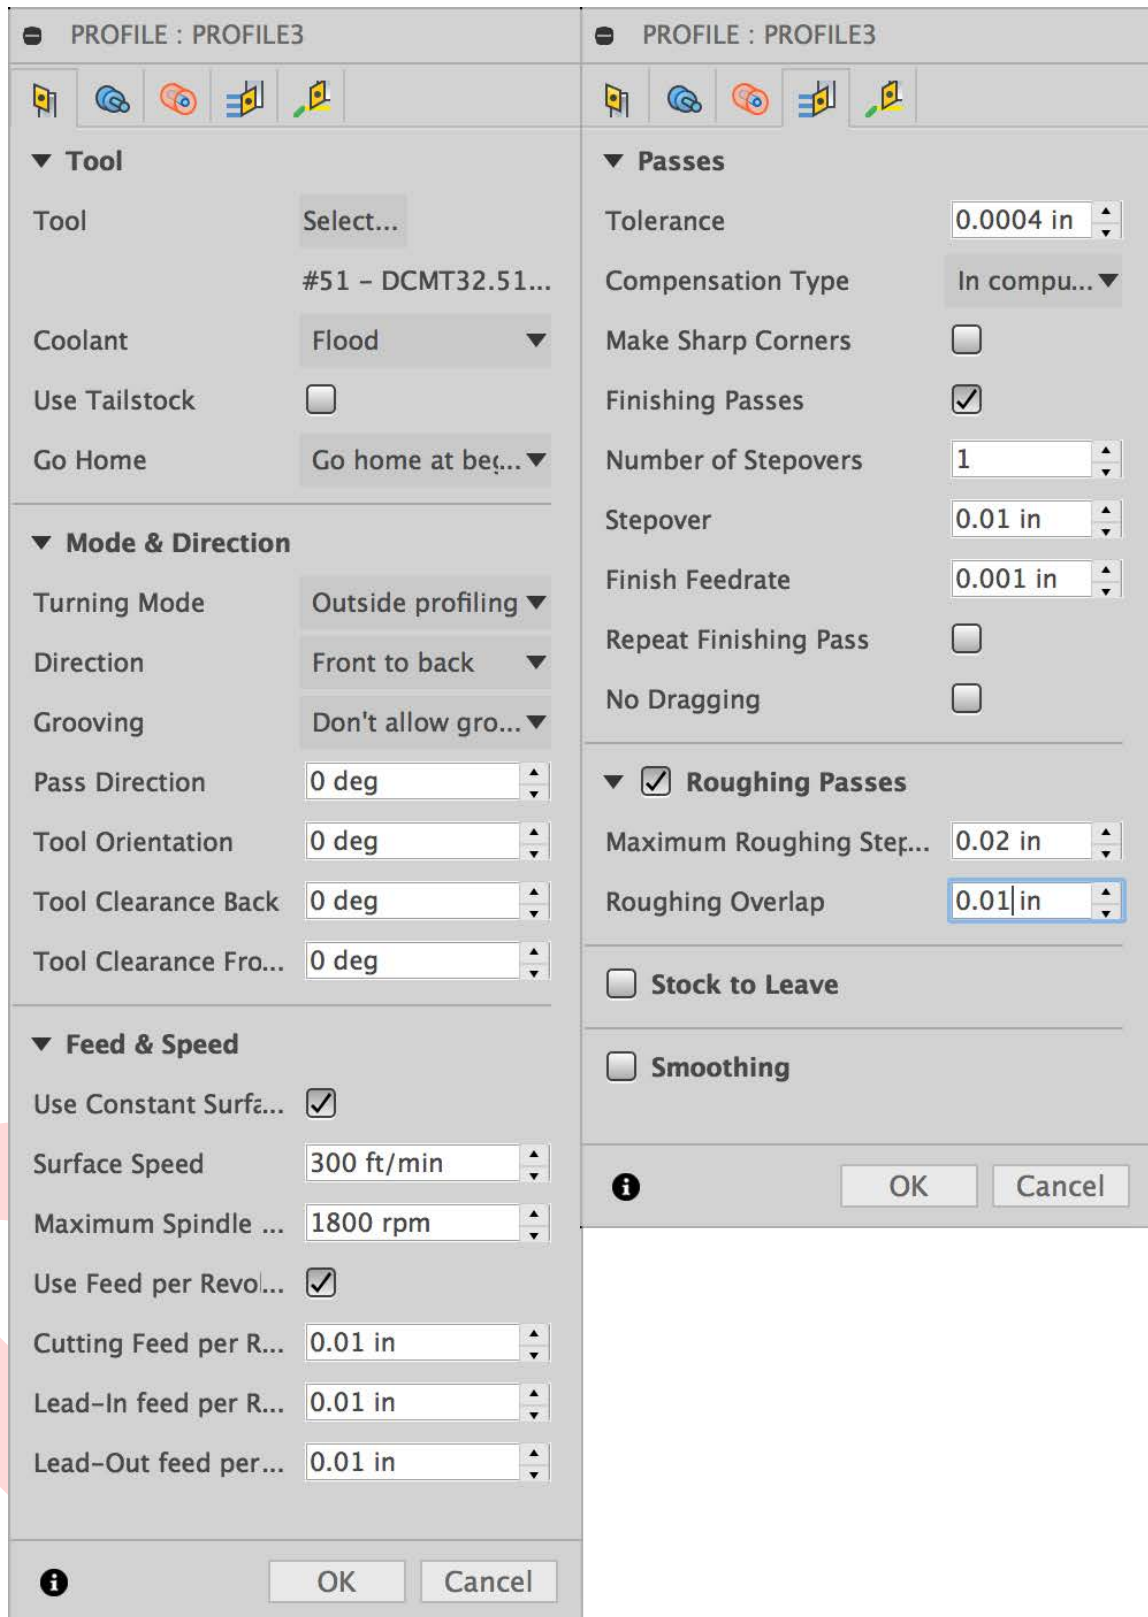 PROFILE : PROFILE3
Tool
Tool Select...
#51 – DCMT32.51...
Coolant Flood
Use Tailstock
Go Home Go home at beg...
Mode & Direction
Turning Mode Outside profiling
Direction Front to back
Grooving Don't allow gro...
Pass Direction 0 deg
Tool Orientation 0 deg
Tool Clearance Back 0 deg
Tool Clearance Fro... 0 deg
Feed & Speed
Use Constant Surfa...
Surface Speed 300 ft/min
Maximum Spindle ... 1800 rpm
Use Feed per Revol...
Cutting Feed per R... 0.01 in
Lead-In feed per R... 0.01 in
Lead-Out feed per... 0.01 in
OK Cancel
PROFILE : PROFILE3
Passes
Tolerance 0.0004 in
Compensation Type In compu...
Make Sharp Corners
Finishing Passes
Number of Stepovers 1
Stepover 0.01 in
Finish Feedrate 0.001 in
Repeat Finishing Pass
No Dragging
Roughing Passes
Maximum Roughing Step... 0.02 in
Roughing Overlap 0.01 in
Stock to Leave
Smoothing
OK Cancel